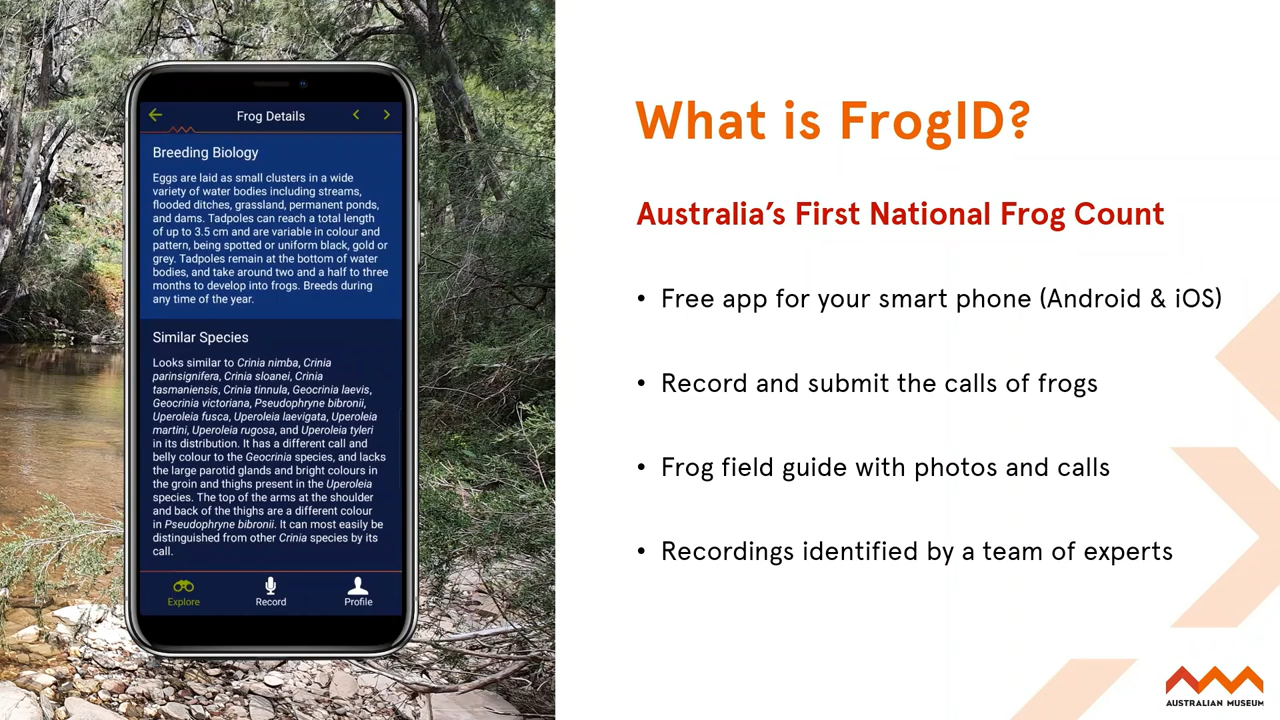 Frog Details
Breeding Biology
Eggs are laid as small clusters in a wide
variety of water bodies including streams,
flooded ditches, grassland, permanent ponds,
and dams. Tadpoles can reach a total length
of up to 3.5 cm and are variable in colour and
pattern, being spotted or uniform black, gold or
grey. Tadpoles remain at the bottom of water
bodies, and take around two and a half to three
months to develop into frogs. Breeds during
any time of the year.
Similar Species
Looks similar to Crinia nimba, Crinia
parinsignifera, Crinia sloanei, Crinia
tasmaniensis, Crinia tinnula, Geocrinia laevis,
Geocrinia victoriana, Pseudophryne bibronii,
Uperoleia fusca, Uperoleia laevigata, Uperoleia
martini, Uperoleia rugosa, and Uperoleia tyleri
in its distribution. It has a different call and
belly colour to the Geocrinia species, and lacks
the large parotid glands and bright colours in
the groin and thighs present in the Uperoleia
species. The top of the arms at the shoulder
and back of the thighs are a different colour
in Pseudophryne bibronii. It can most easily be
distinguished from other Crinia species by its
call.
Explore
Record
Profile
What is FrogID?
Australia's First National Frog Count
• Free app for your smart phone (Android & iOS)
• Record and submit the calls of frogs
• Frog field guide with photos and calls
• Recordings identified by a team of experts
AUSTRALIAN MUSEUM